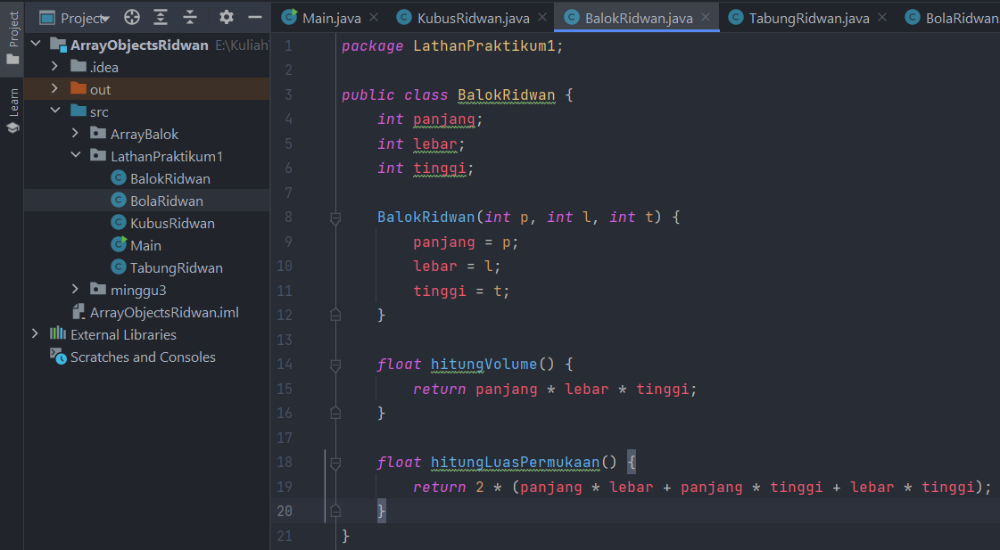 Project
Learn
Project
ArrayObjectsRidwan E:\Kuliah
.idea
out
src
ArrayBalok
LathanPraktikum1
BalokRidwan
BolaRidwan
KubusRidwan
Main
TabungRidwan
minggu3
ArrayObjectsRidwan.iml
External Libraries
Scratches and Consoles
Main.java KubusRidwan.java BalokRidwan.java TabungRidwan.java BolaRidwan
1 package LathanPraktikum1;
2
3 public class BalokRidwan {
4 int panjang;
5 int lebar;
6 int tinggi;
7
8 BalokRidwan(int p, int l, int t) {
9 panjang = p;
10 lebar = l;
11 tinggi = t;
12 }
13
14 float hitungVolume() {
15 return panjang * lebar * tinggi;
16 }
17
18 float hitungLuasPermukaan() {
19 return 2 * (panjang * lebar + panjang * tinggi + lebar * tinggi);
20 }
21 }